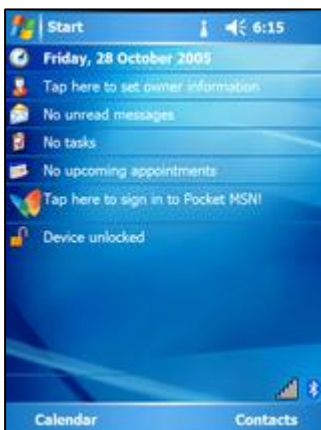 Start 6:15
Friday, 28 October 2005
Tap here to set owner information
No unread messages
No tasks
No upcoming appointments
Tap here to sign in to Pocket MSN!
Device unlocked
Calendar Contacts